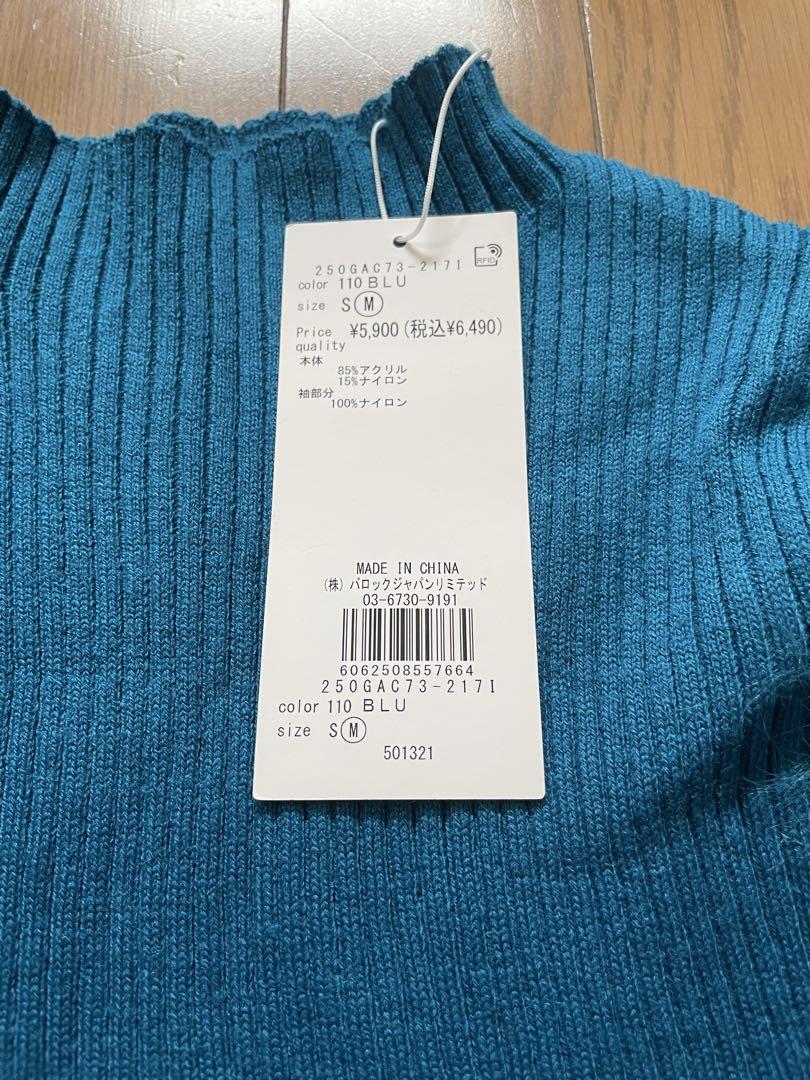 250GAC73-217I
RFID
color 110 BLU
size S M
Price ¥5,900(税込¥6,490)
quality
本体
85%アクリル
15%ナイロン
袖部分
100%ナイロン
MADE IN CHINA
(株)バロックジャパンリミテッド
03-6730-9191
6062508557664
250GAC73-217I
color 110 BLU
size S M
501321